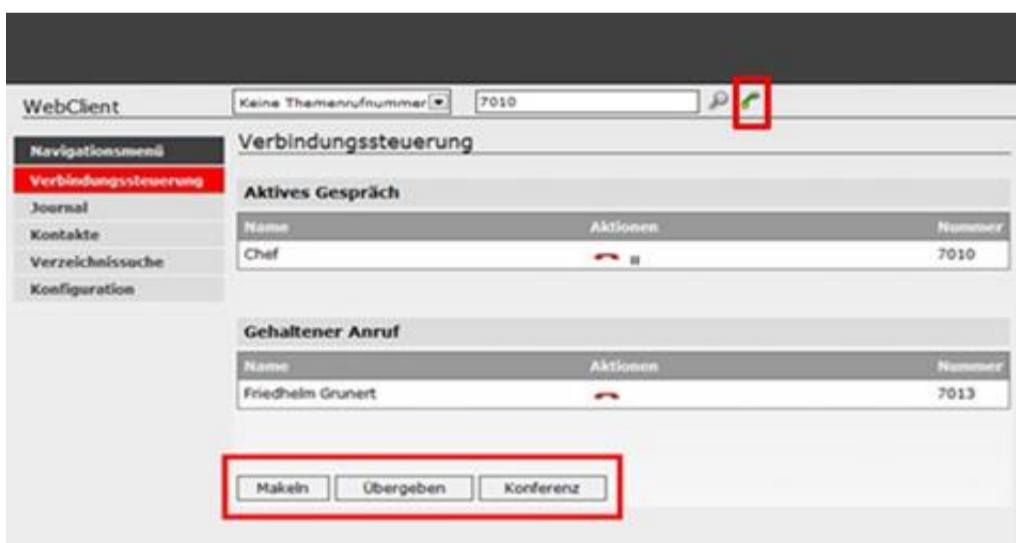 WebClient
Keine Themenrufnummer
7010
Navigationsmenü
Verbindungssteuerung
Journal
Kontakte
Verzeichnissuche
Konfiguration
Verbindungssteuerung
Aktives Gespräch
Name Aktionen Nummer
Chef 7010
Gehaltener Anruf
Name Aktionen Nummer
Friedhelm Grunert 7013
Makeln Übergeben Konferenz